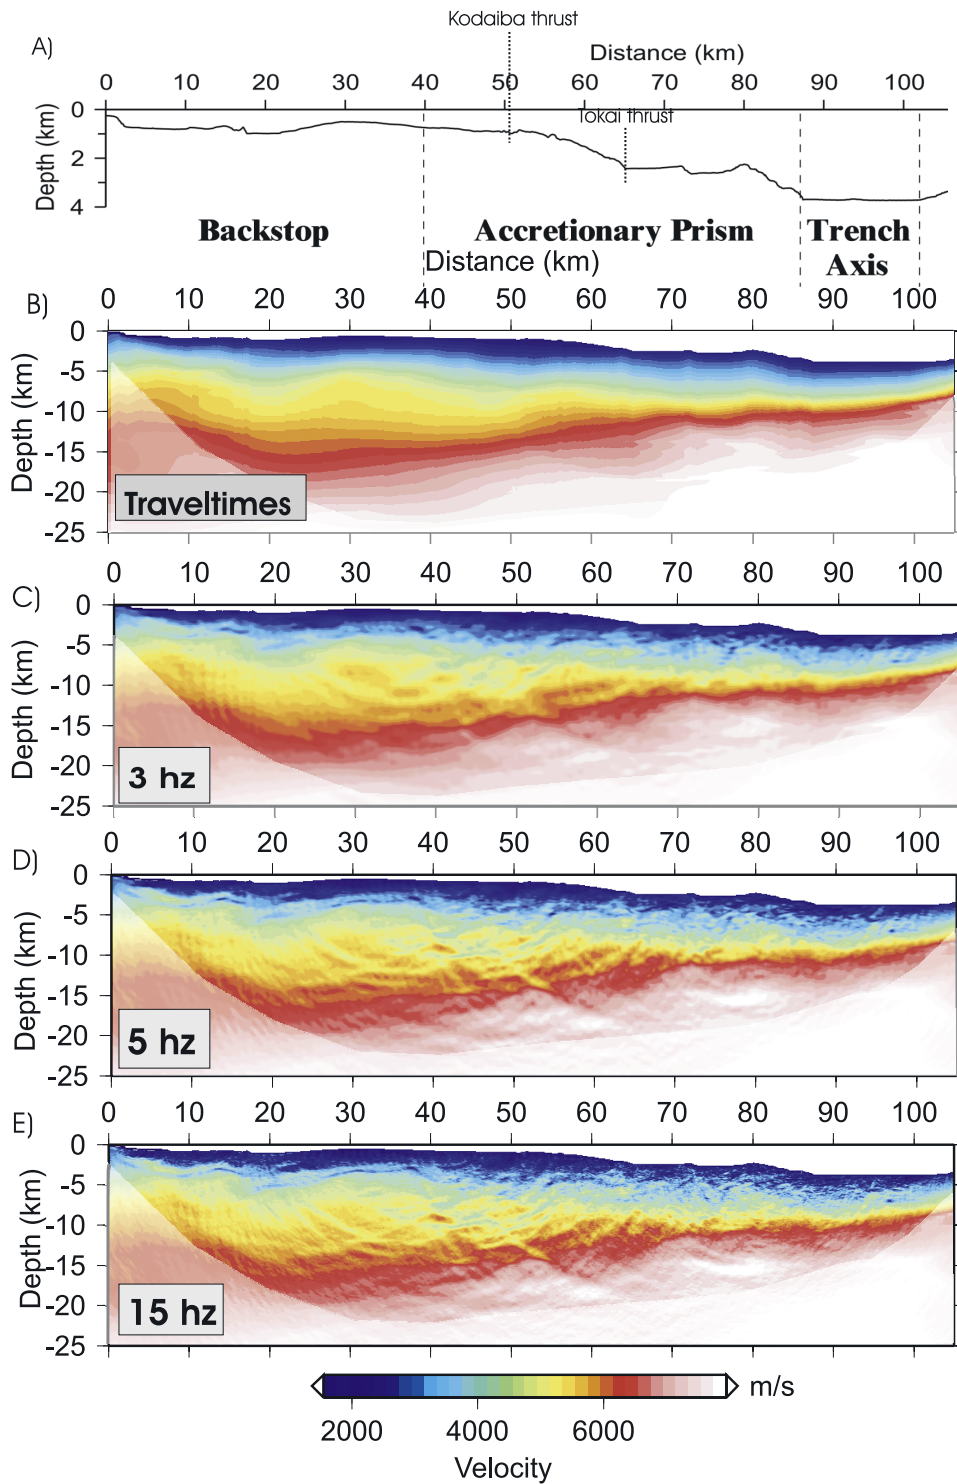 Kodaiba thrust
A)
Distance (km)
0 10 20 30 40 50 60 70 80 90 100
0
2
4
Depth (km)
Tokai thrust
Backstop
Accretionary Prism
Trench
Axis
Distance (km)
B)
0 10 20 30 40 50 60 70 80 90 100
0
-5
-10
-15
-20
-25
Depth (km)
Traveltimes
0 10 20 30 40 50 60 70 80 90 100
C)
0
-5
-10
-15
-20
-25
Depth (km)
3 hz
0 10 20 30 40 50 60 70 80 90 100
D)
0
-5
-10
-15
-20
-25
Depth (km)
5 hz
0 10 20 30 40 50 60 70 80 90 100
E)
0
-5
-10
-15
-20
-25
Depth (km)
15 hz
m/s
2000 4000 6000
Velocity